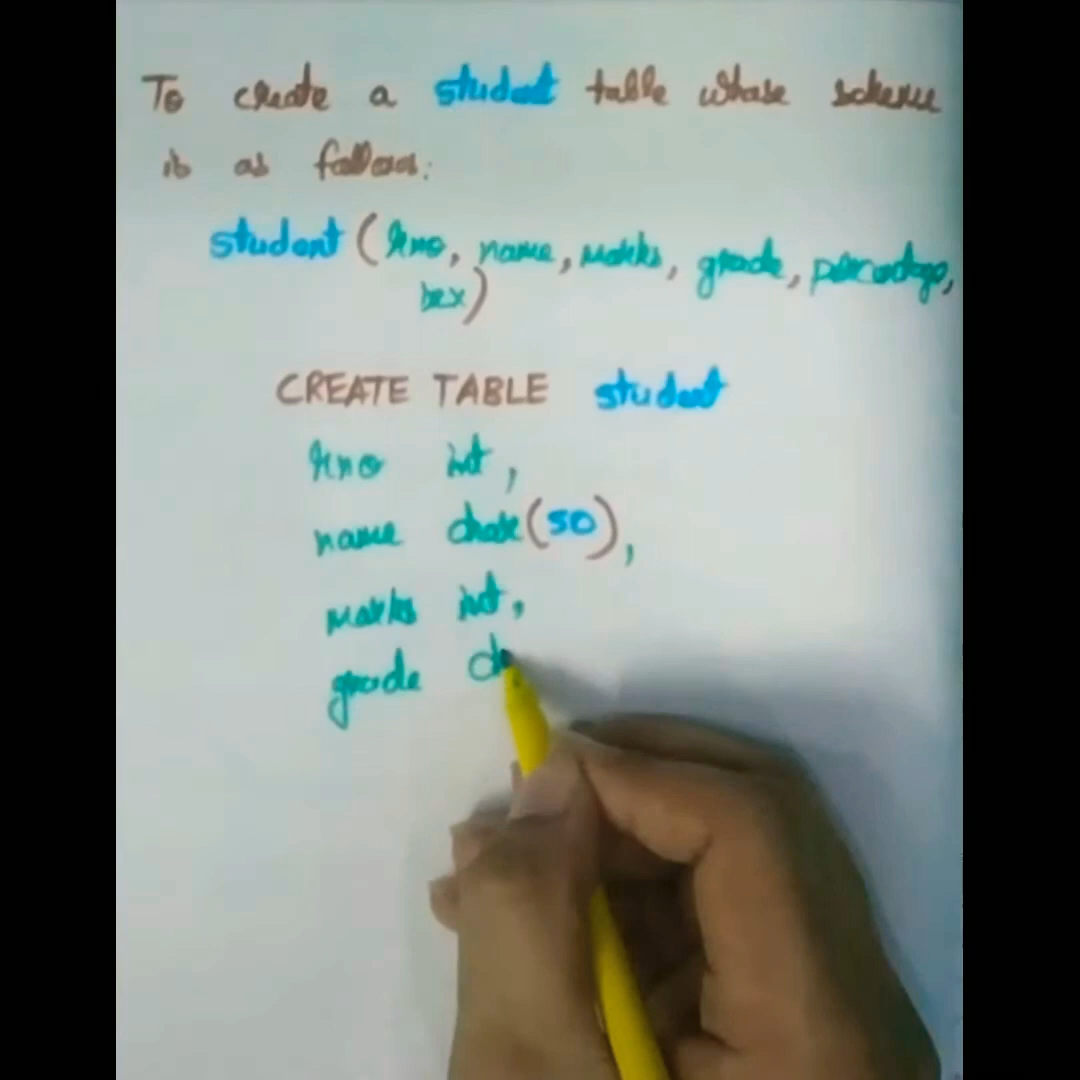 To create a student table whose scheme
is as follows:
student (rno, name, marks, grade, percentage,
sex)
CREATE TABLE student
rno int,
name char(50),
marks int,
grade ch